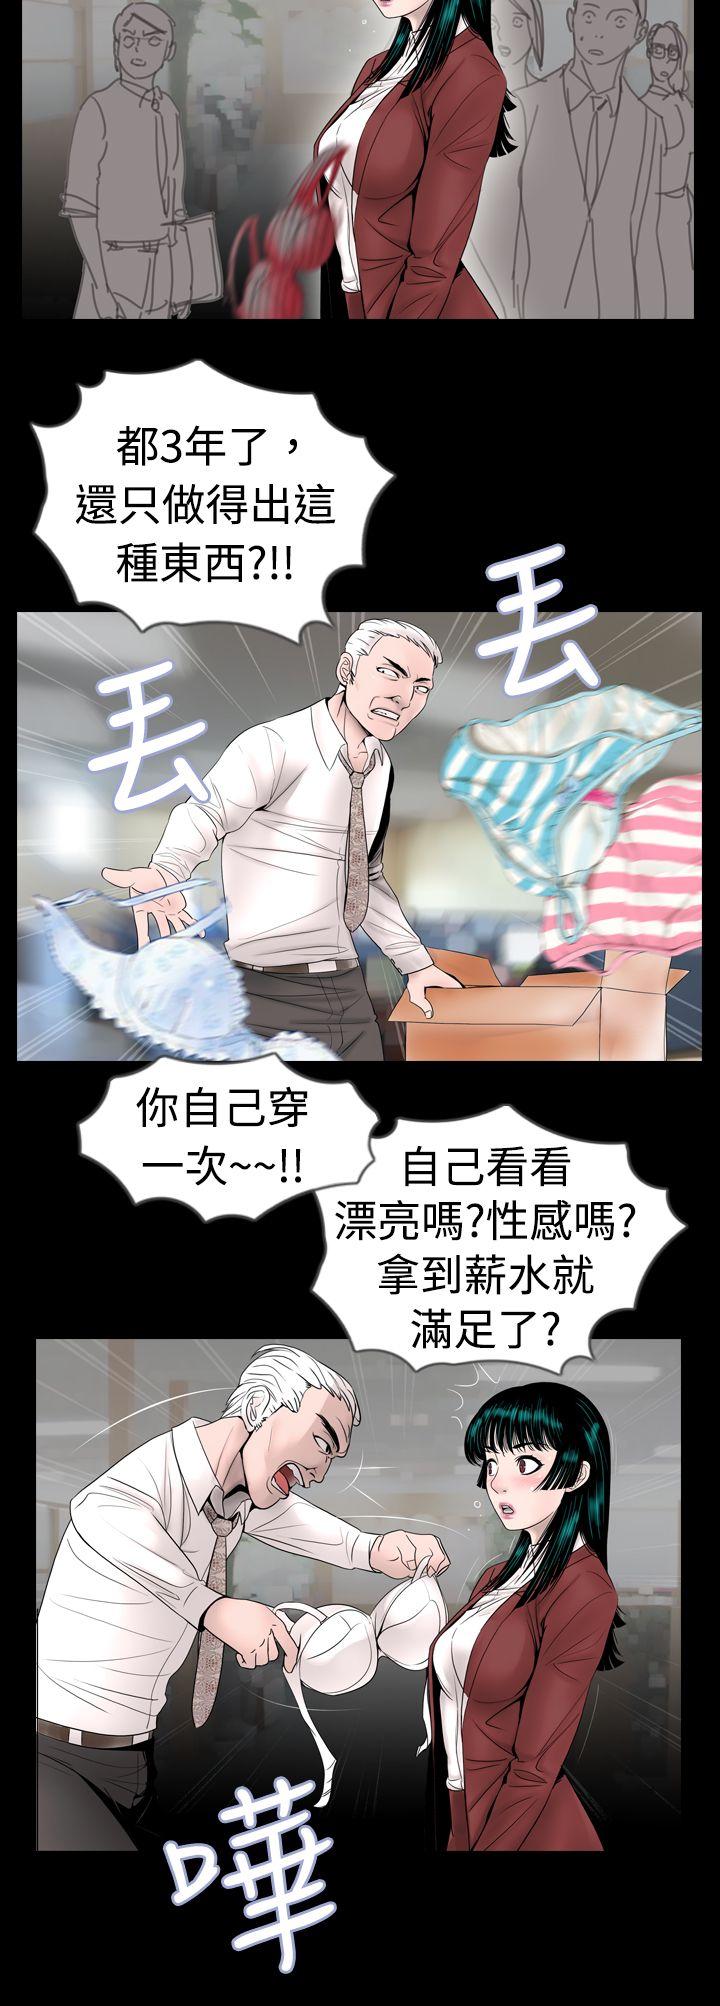 都3年了，
還只做得出這
種東西?!!
丟
丟
你自己穿
一次~~!!
自己看看
漂亮嗎?性感嗎?
拿到薪水就
滿足了?
嘩